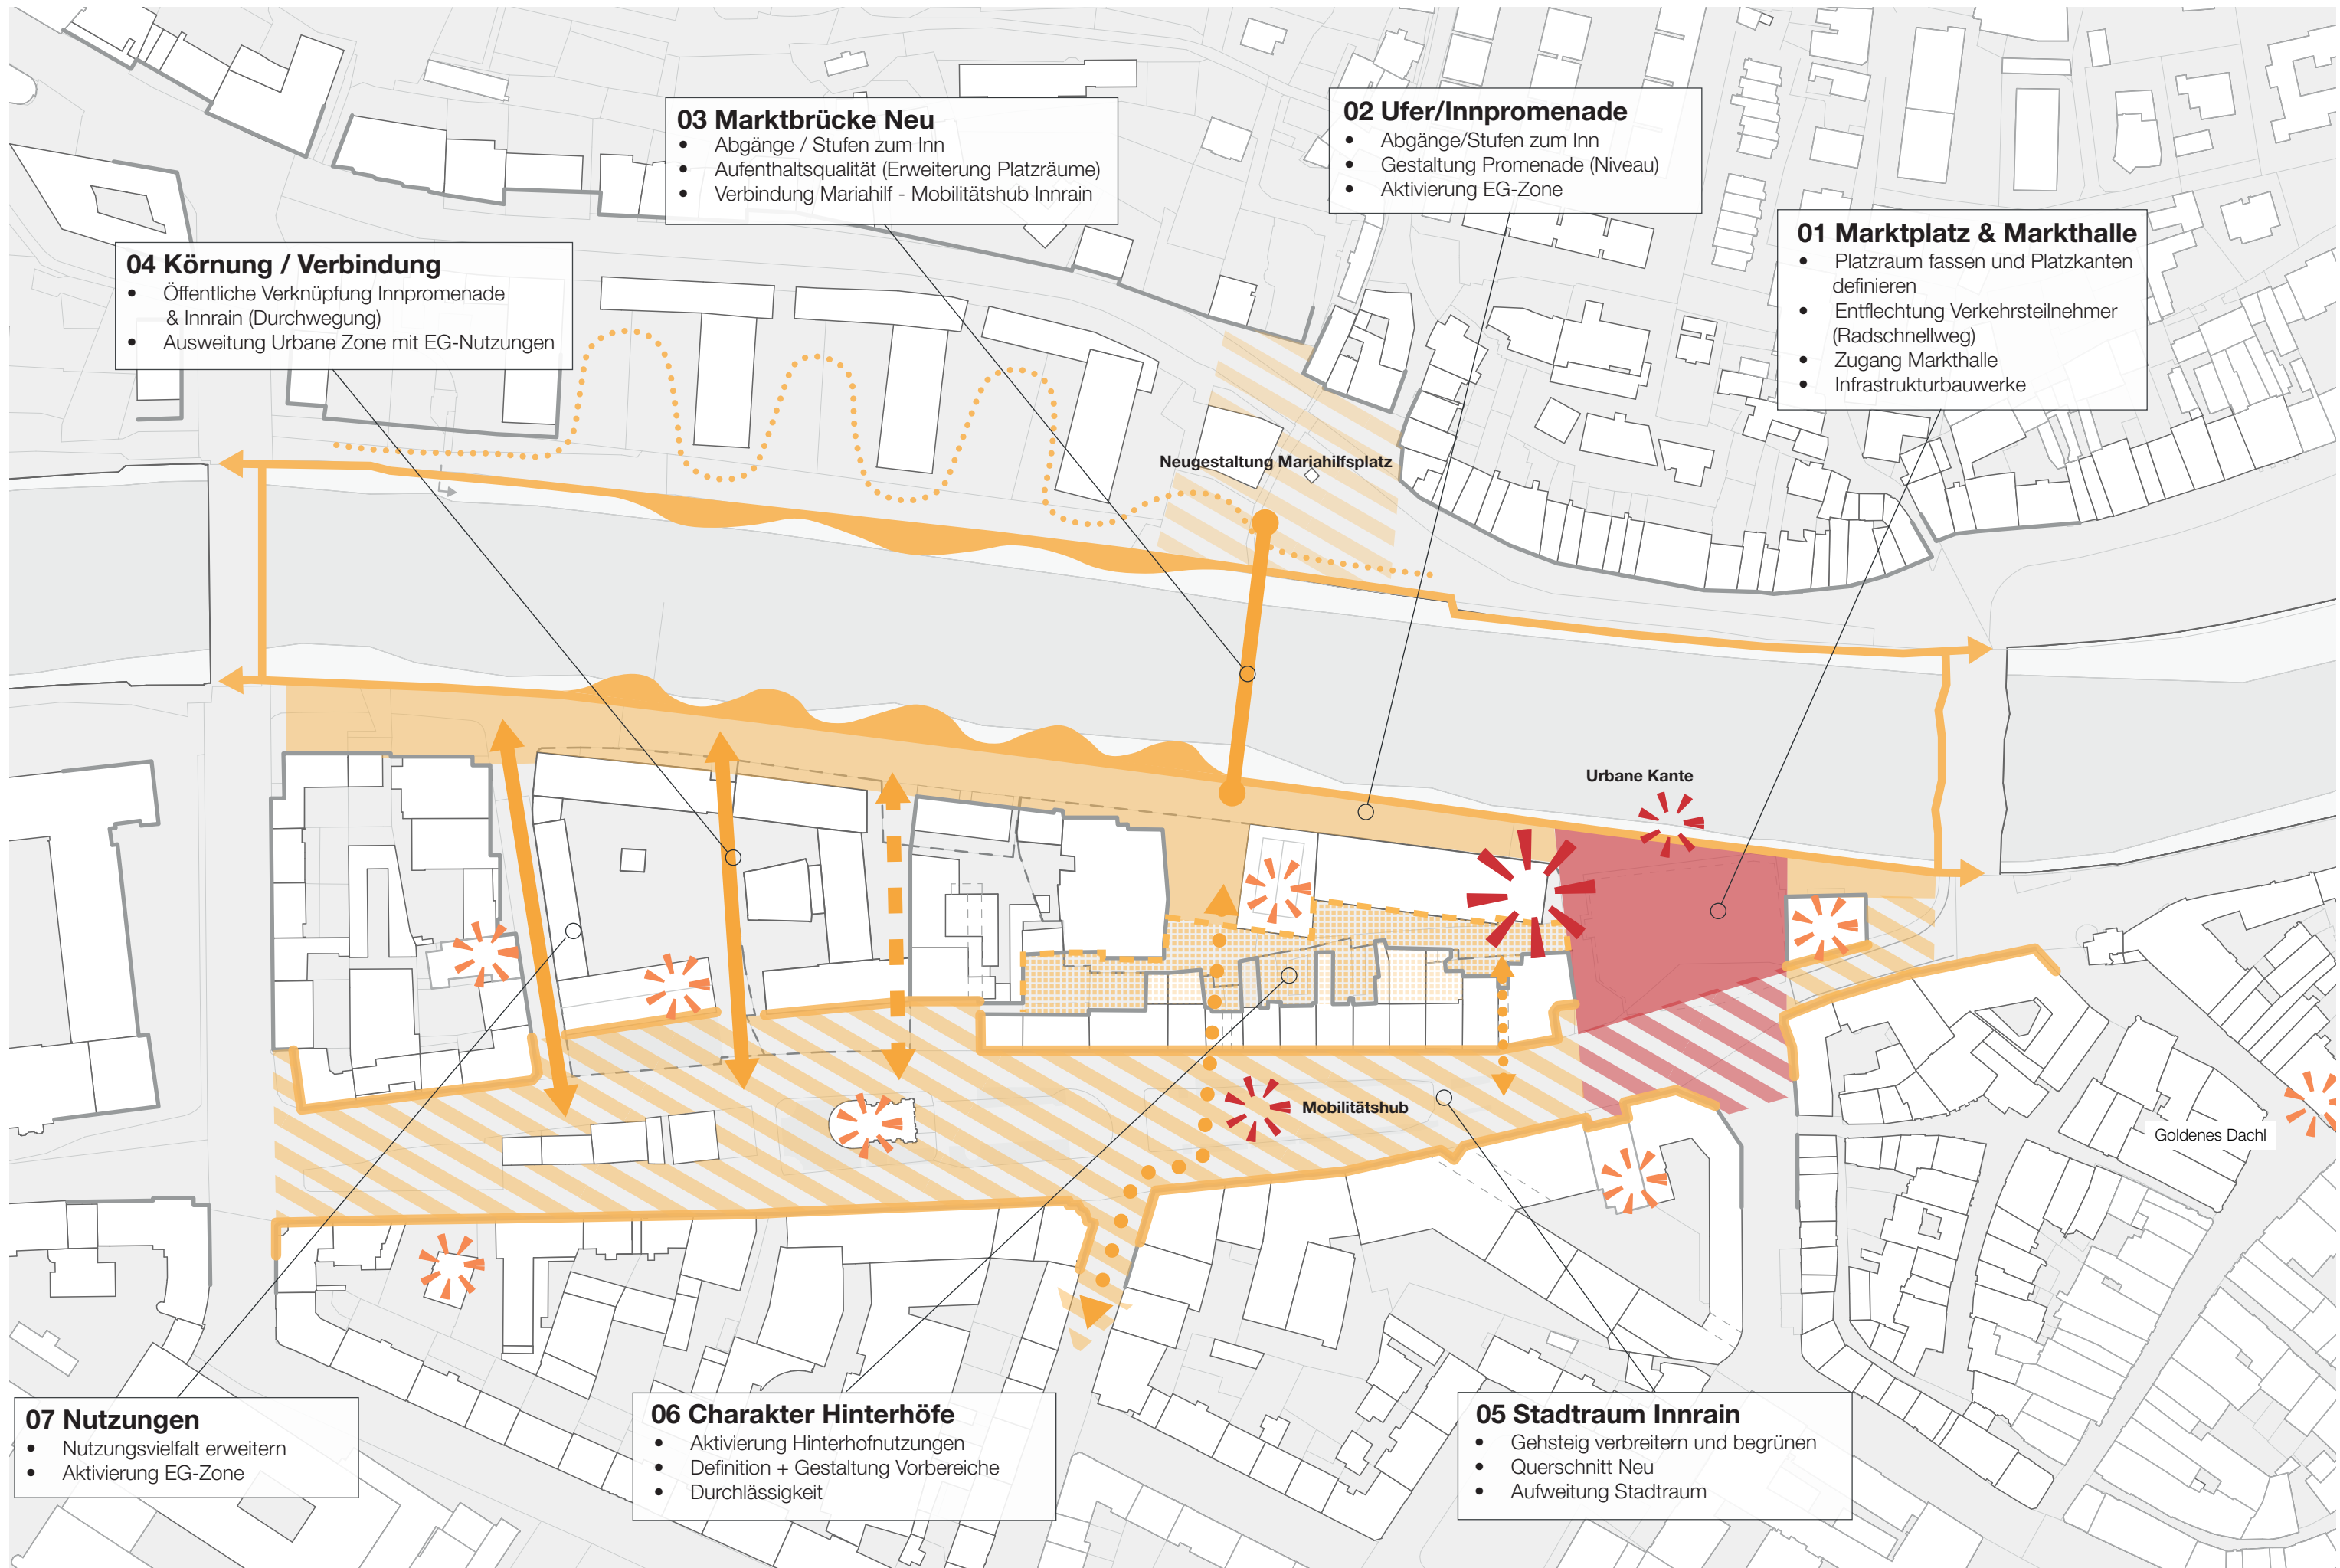 03 Marktbrücke Neu
• Abgänge / Stufen zum Inn
• Aufenthaltsqualität (Erweiterung Platzräume)
• Verbindung Mariahilf - Mobilitätshub Innrain
02 Ufer/Innpromenade
• Abgänge/Stufen zum Inn
• Gestaltung Promenade (Niveau)
• Aktivierung EG-Zone
01 Marktplatz & Markthalle
• Platzraum fassen und Platzkanten
definieren
• Entflechtung Verkehrsteilnehmer
(Radschnellweg)
• Zugang Markthalle
• Infrastrukturbauwerke
04 Körnung / Verbindung
• Öffentliche Verknüpfung Innpromenade
& Innrain (Durchwegung)
• Ausweitung Urbane Zone mit EG-Nutzungen
Neugestaltung Mariahilfsplatz
Urbane Kante
Mobilitätshub
Goldenes Dachl
07 Nutzungen
• Nutzungsvielfalt erweitern
• Aktivierung EG-Zone
06 Charakter Hinterhöfe
• Aktivierung Hinterhofnutzungen
• Definition + Gestaltung Vorbereiche
• Durchlässigkeit
05 Stadtraum Innrain
• Gehsteig verbreitern und begrünen
• Querschnitt Neu
• Aufweitung Stadtraum